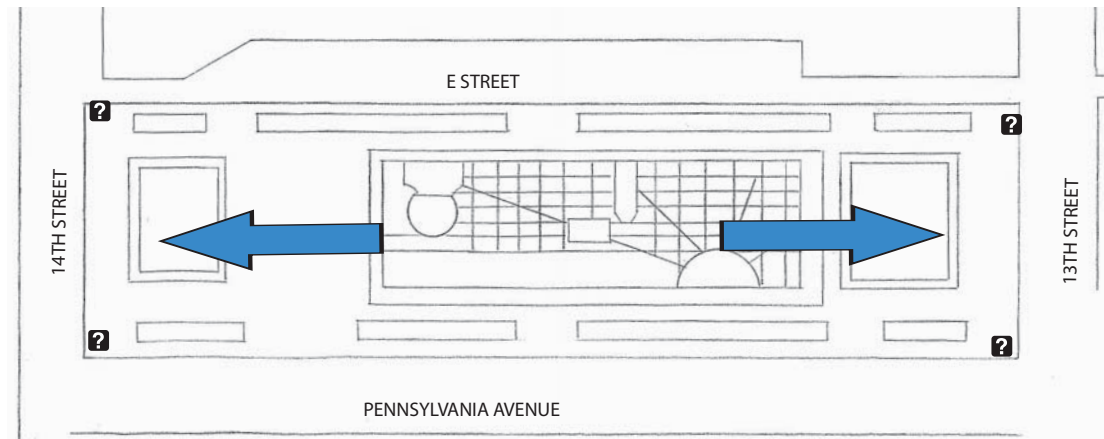 E STREET
?
?
14TH STREET
13TH STREET
?
?
PENNSYLVANIA AVENUE